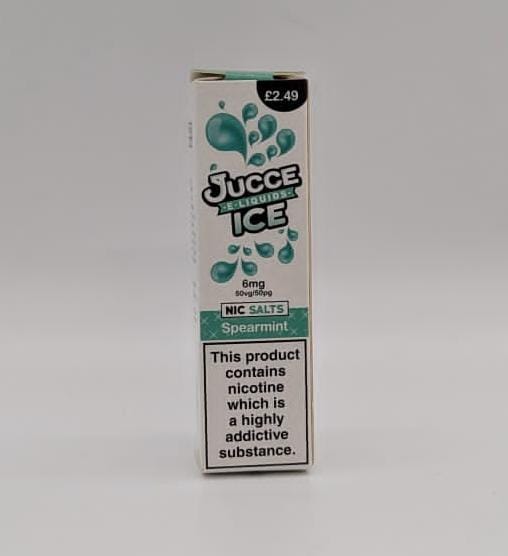 £2.49
JUCCE
E-LIQUIDS
ICE
6mg
50vg/50pg
NIC SALTS
Spearmint
This product
contains
nicotine
which is
a highly
addictive
substance.